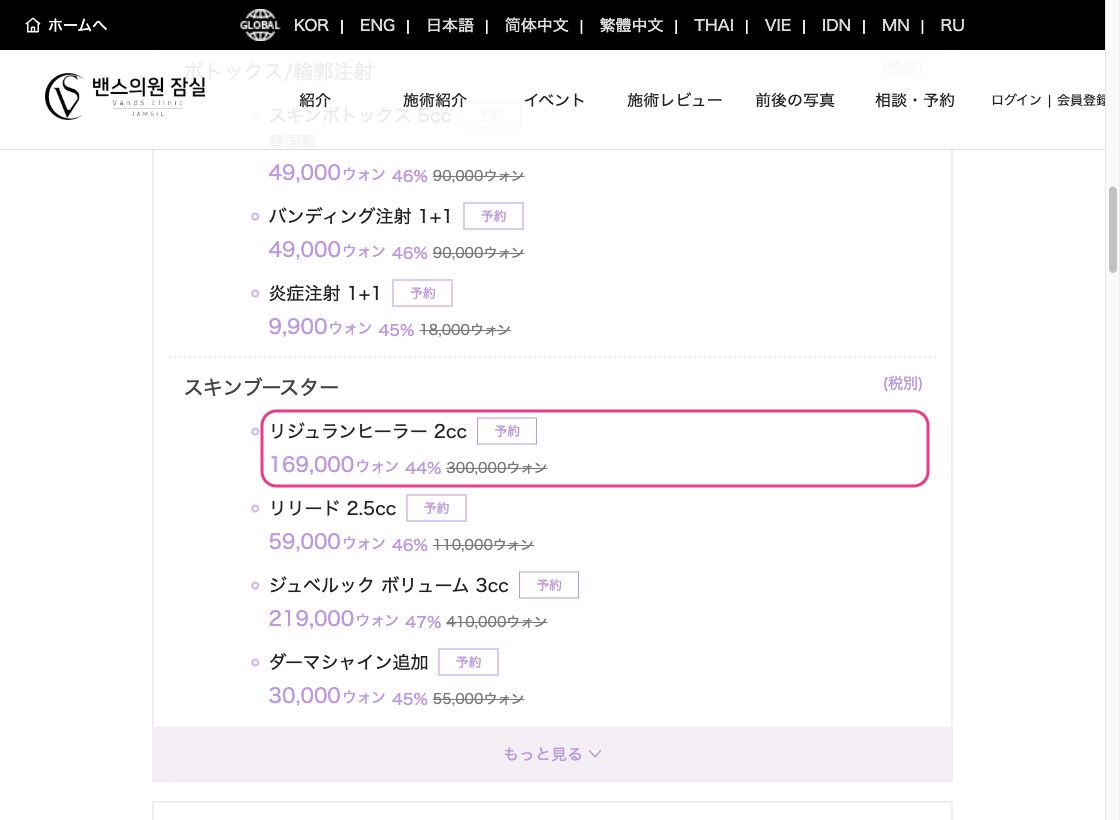 ホームへ
GLOBAL KOR | ENG | 日本語 | 简体中文 | 繁體中文 | THAI | VIE | IDN | MN | RU
ボトックス/輪郭注射 (税別)
밴스의원 잠실
VandS clinic
JAMSIL
紹介 施術紹介 イベント 施術レビュー 前後の写真 相談・予約 ログイン | 会員登録
スキンボトックス 5cc 予約
韓国製
49,000ウォン 46% 90,000ウォン
バンディング注射 1+1 予約
49,000ウォン 46% 90,000ウォン
炎症注射 1+1 予約
9,900ウォン 45% 18,000ウォン
スキンブースター (税別)
リジュランヒーラー 2cc 予約
169,000ウォン 44% 300,000ウォン
リリード 2.5cc 予約
59,000ウォン 46% 110,000ウォン
ジュベルック ボリューム 3cc 予約
219,000ウォン 47% 410,000ウォン
ダーマシャイン追加 予約
30,000ウォン 45% 55,000ウォン
もっと見る